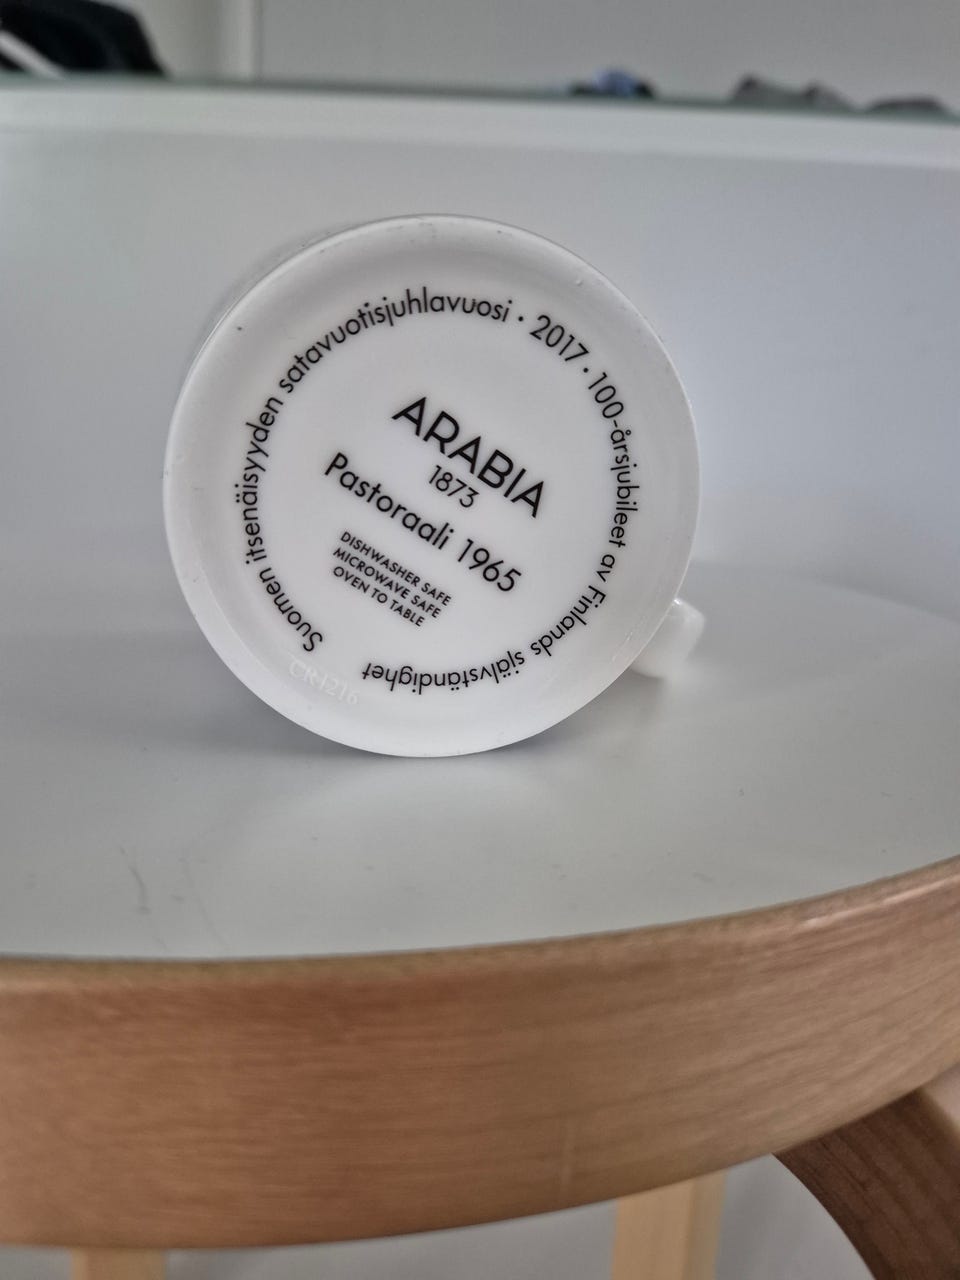 Suomen itsenäisyyden satavuotisjuhlavuosi • 2017 • 100-årsjubileet av Finlands självständighet
ARABIA
1873
Pastoraali 1965
DISHWASHER SAFE
MICROWAVE SAFE
OVEN TO TABLE
CR1216